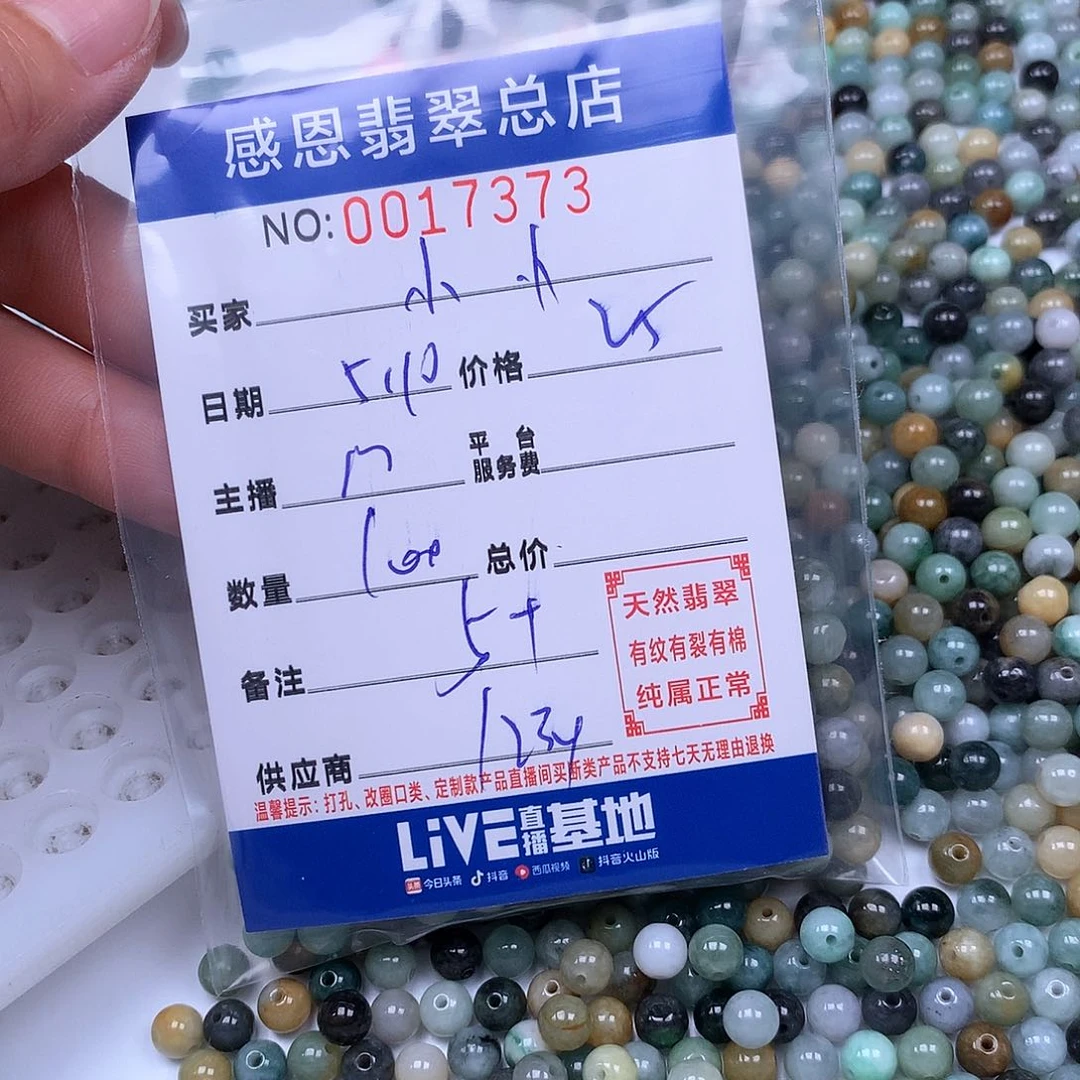 感恩翡翠总店
NO:0017373
买家 小小
日期 5.10 价格 25
主播 平台服务费
数量 100 总价
备注 5+
供应商 1234
天然翡翠
有纹有裂有棉
纯属正常
温馨提示：打孔、改圈口类、定制款产品直播间买断类产品不支持七天无理由退换
LiVE直播基地
头条 今日头条 抖音 西瓜视频 抖音火山版